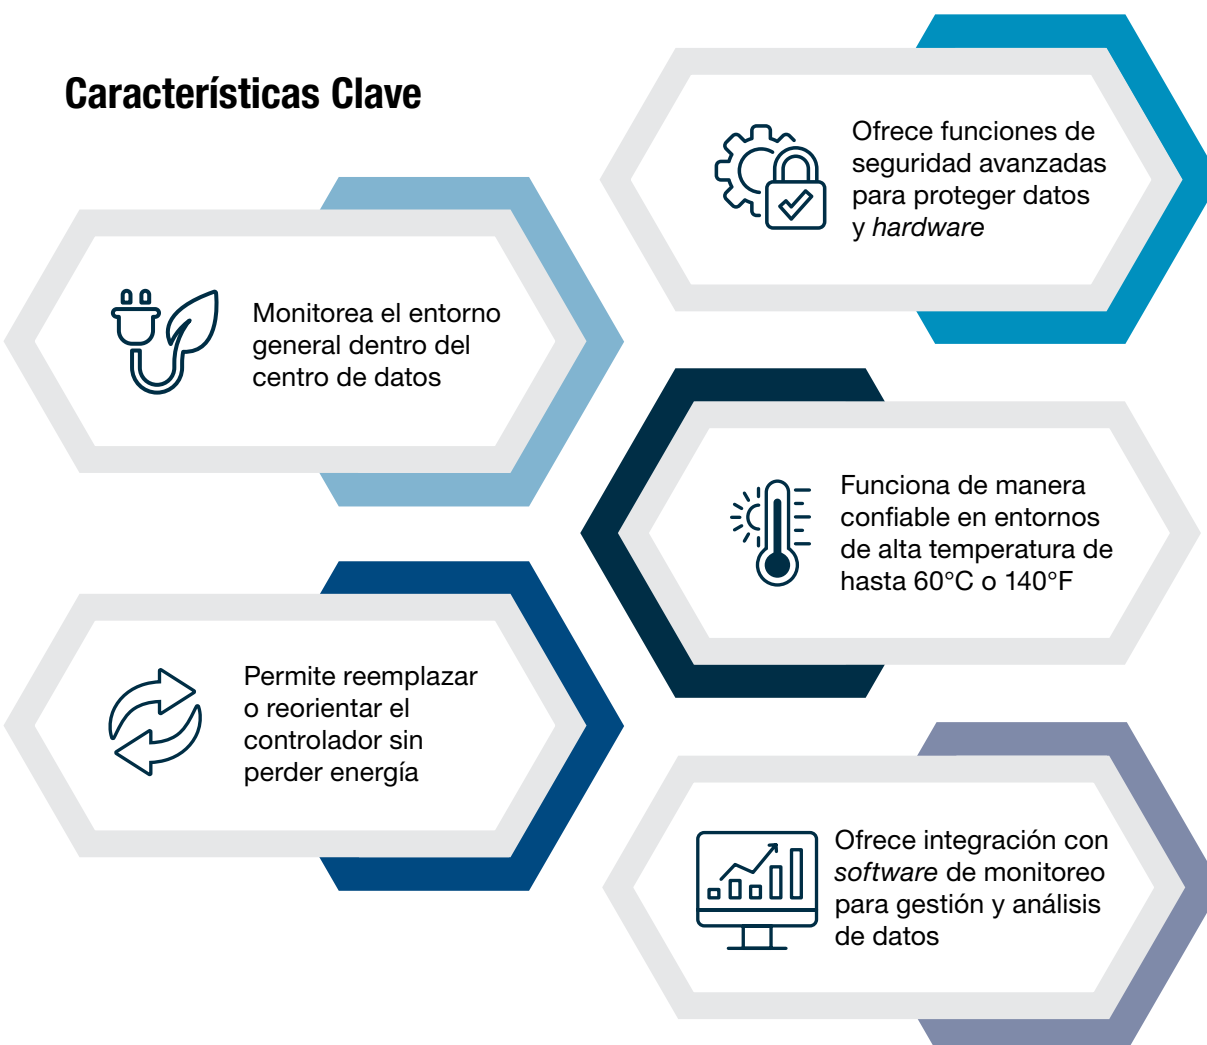 Características Clave
Ofrece funciones de
seguridad avanzadas
para proteger datos
y hardware
Monitorea el entorno
general dentro del
centro de datos
Funciona de manera
confiable en entornos
de alta temperatura de
hasta 60°C o 140°F
Permite reemplazar
o reorientar el
controlador sin
perder energía
Ofrece integración con
software de monitoreo
para gestión y análisis
de datos